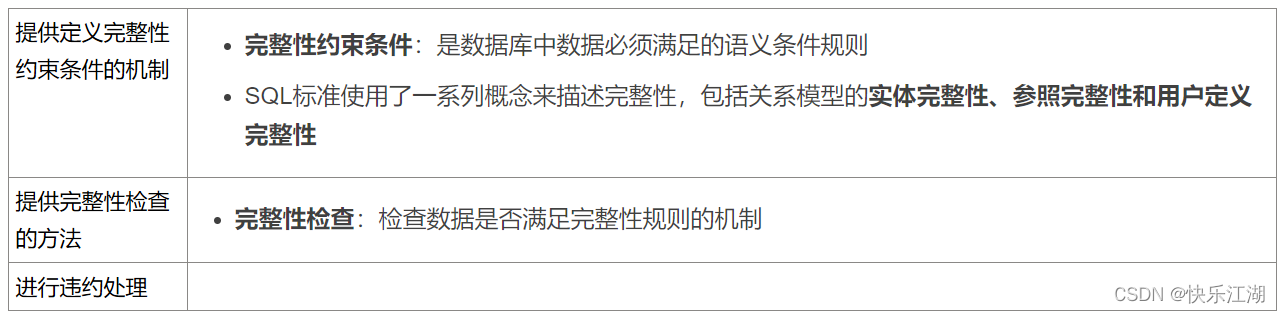 提供定义完整性
约束条件的机制
• 完整性约束条件：是数据库中数据必须满足的语义条件规则
• SQL标准使用了一系列概念来描述完整性，包括关系模型的实体完整性、参照完整性和用户定义
完整性
提供完整性检查
的方法
• 完整性检查：检查数据是否满足完整性规则的机制
进行违约处理
CSDN @快乐江湖